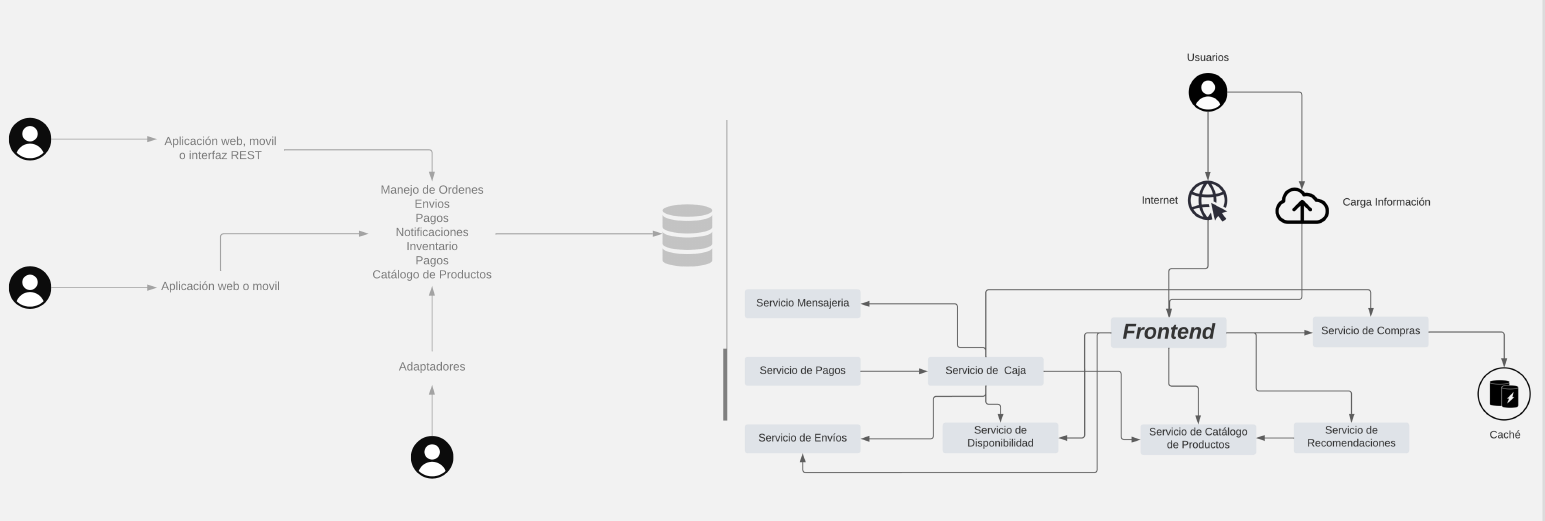 Aplicación web, movil
o interfaz REST
Manejo de Ordenes
Envios
Pagos
Notificaciones
Inventario
Pagos
Catálogo de Productos
Aplicación web o movil
Adaptadores
Usuarios
Internet
Carga Información
Servicio Mensajeria
Frontend
Servicio de Compras
Servicio de Pagos
Servicio de  Caja
Servicio de Envíos
Servicio de
Disponibilidad
Servicio de Catálogo
de Productos
Servicio de
Recomendaciones
Caché